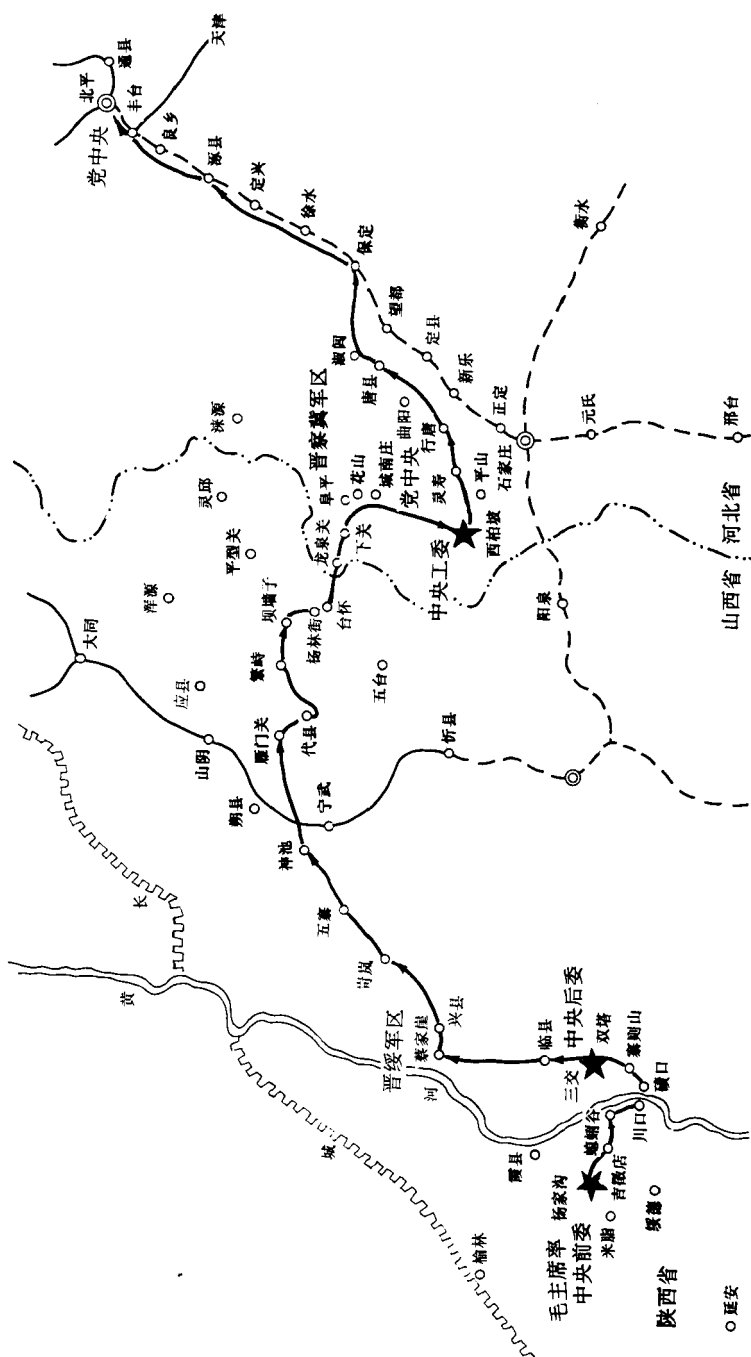 北平
通县
丰台
天津
党中央
良乡
涿县
定兴
徐水
保定
衡水
望都
淑闾
定县
唐县
新乐
曲阳
正定
行唐
元氏
邢台
石家庄
平山
灵寿
党中央
晋察冀军区
涞源
花山
城南庄
阜平
西柏坡
中央工委
河北省
山西省
灵邱
平型关
龙泉关
下关
浑源
坝墙子
杨林街
台怀
阳泉
大同
繁峙
五台
应县
代县
雁门关
山阴
忻县
朔县
宁武
神池
长
五寨
岢岚
黄
兴县
蔡家崖
晋绥军区
河
临县
中央后委
双塔
三交
寨则山
碛口
城
螅蜊谷
川口
葭县
杨家沟
吉徵店
毛主席率
中央前委
米脂
绥德
榆林
陕西省
延安